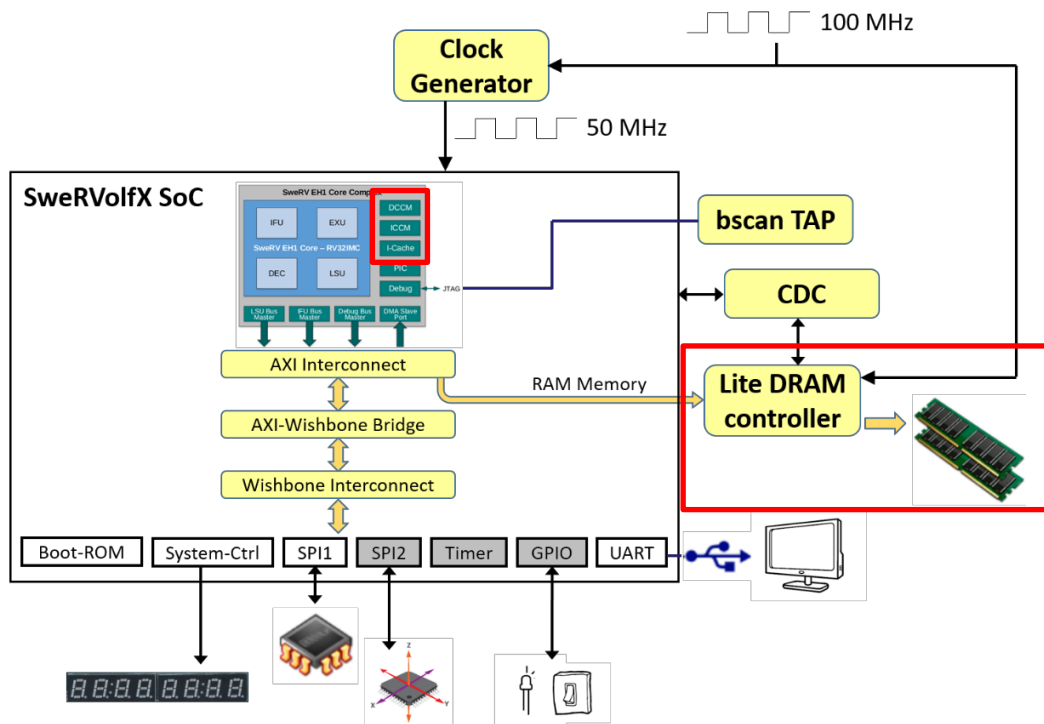 100 MHz
Clock
Generator
50 MHz
SweRVolfX SoC
SweRV EH1 Core Complex
DCCM
IFU
EXU
ICCM
SweRV EH1 Core – RV32IMC
I-Cache
bscan TAP
PIC
DEC
LSU
Debug
JTAG
CDC
LSU Bus
Master
IFU Bus
Master
Debug Bus
Master
DMA Slave
Port
AXI Interconnect
RAM Memory
Lite DRAM
controller
AXI-Wishbone Bridge
Wishbone Interconnect
Boot-ROM
System-Ctrl
SPI1
SPI2
Timer
GPIO
UART
Z
X
Y